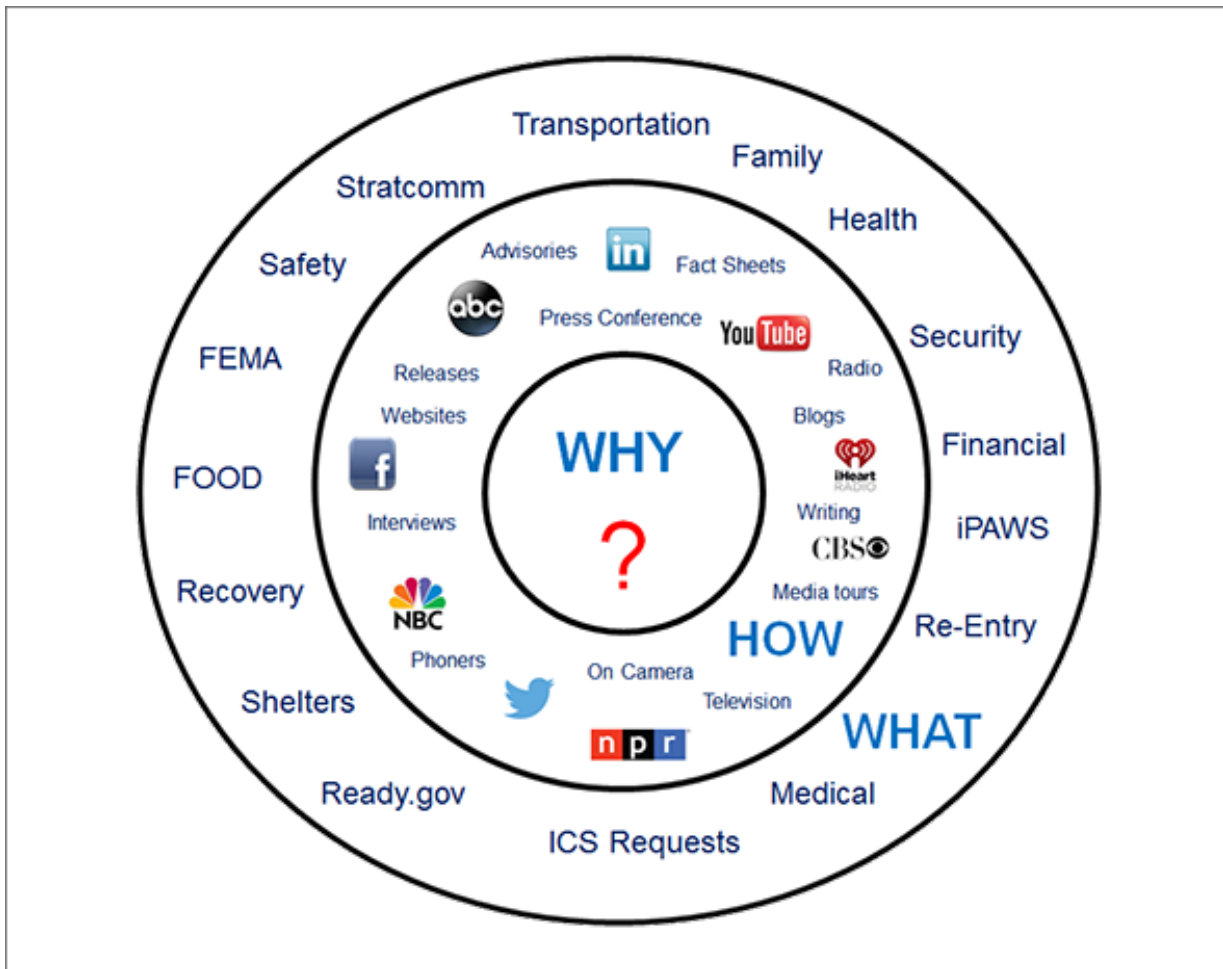 Transportation
Family
Stratcomm
Health
Advisories
in
Fact Sheets
Safety
abc
Press Conference
YouTube
Security
FEMA
Releases
Radio
Websites
Blogs
WHY
Financial
f
iHeart
RADIO
FOOD
Interviews
Writing
iPAWS
?
CBS
Recovery
NBC
Media tours
HOW
Re-Entry
Phoners
On Camera
Shelters
Television
WHAT
npr
Ready.gov
Medical
ICS Requests